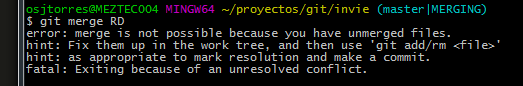 osjtorres@MEZTEC004 MINGW64 ~/proyectos/git/invie (master|MERGING)
$ git merge RD
error: merge is not possible because you have unmerged files.
hint: Fix them up in the work tree, and then use 'git add/rm <file>'
hint: as appropriate to mark resolution and make a commit.
fatal: Exiting because of an unresolved conflict.